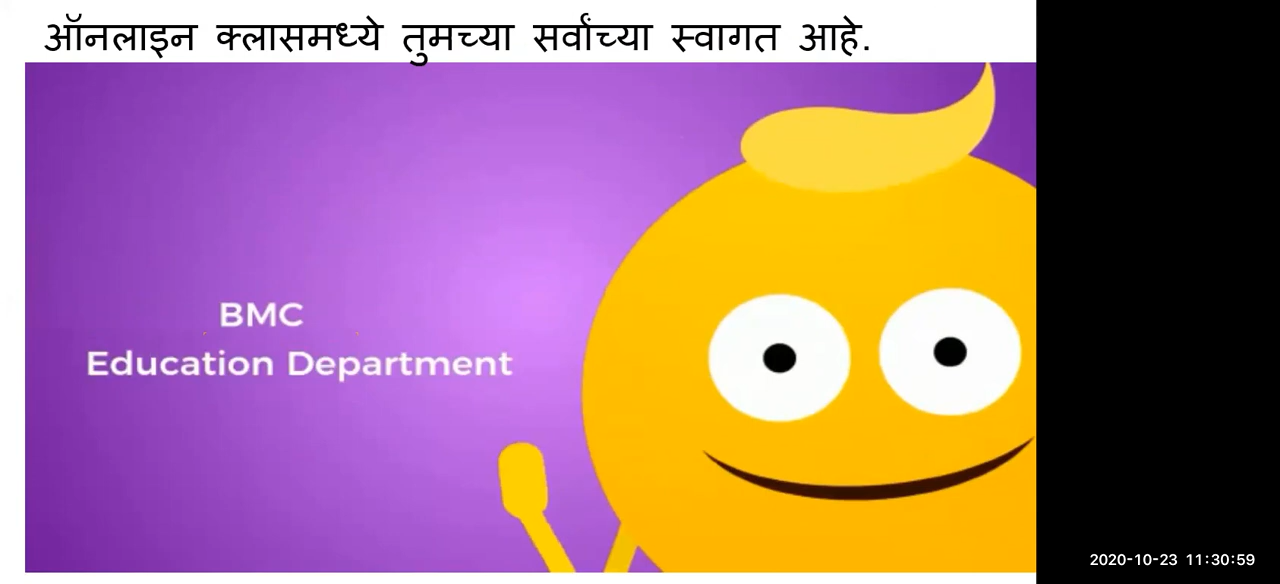 ऑनलाइन क्लासमध्ये तुमच्या सर्वांच्या स्वागत आहे.
BMC
Education Department
2020-10-23 11:30:59